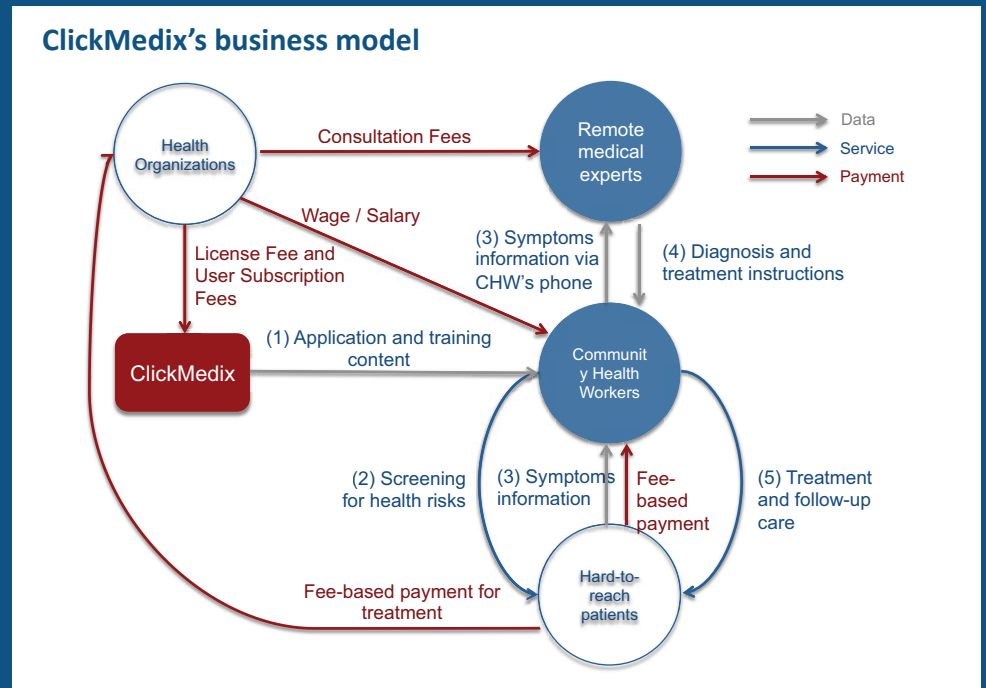 ClickMedix's business model
Health
Organizations
Consultation Fees
Remote
medical
experts
Data
Service
Payment
Wage / Salary
License Fee and
User Subscription
Fees
(3) Symptoms
information via
CHW's phone
(4) Diagnosis and
treatment instructions
ClickMedix
(1) Application and training
content
Communit
y Health
Workers
(2) Screening
for health risks
(3) Symptoms
information
Fee-
based
payment
(5) Treatment
and follow-up
care
Fee-based payment for
treatment
Hard-to-
reach
patients